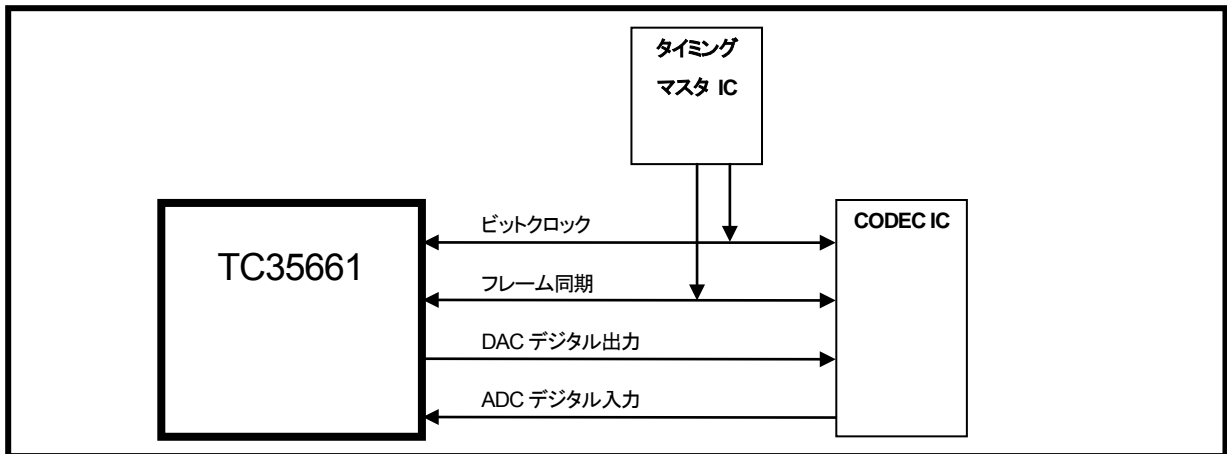 タイミング
マスタ IC
ビットクロック
CODEC IC
TC35661
フレーム同期
DAC デジタル出力
ADC デジタル入力